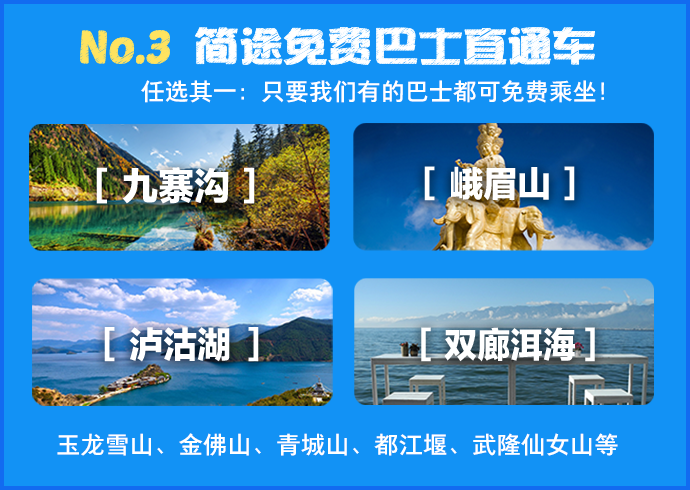 No.3 简途免费巴士直通车
任选其一：只要我们有的巴士都可免费乘坐！
[ 九寨沟 ]
[ 峨眉山 ]
[ 泸沽湖 ]
[ 双廊洱海 ]
玉龙雪山、金佛山、青城山、都江堰、武隆仙女山等